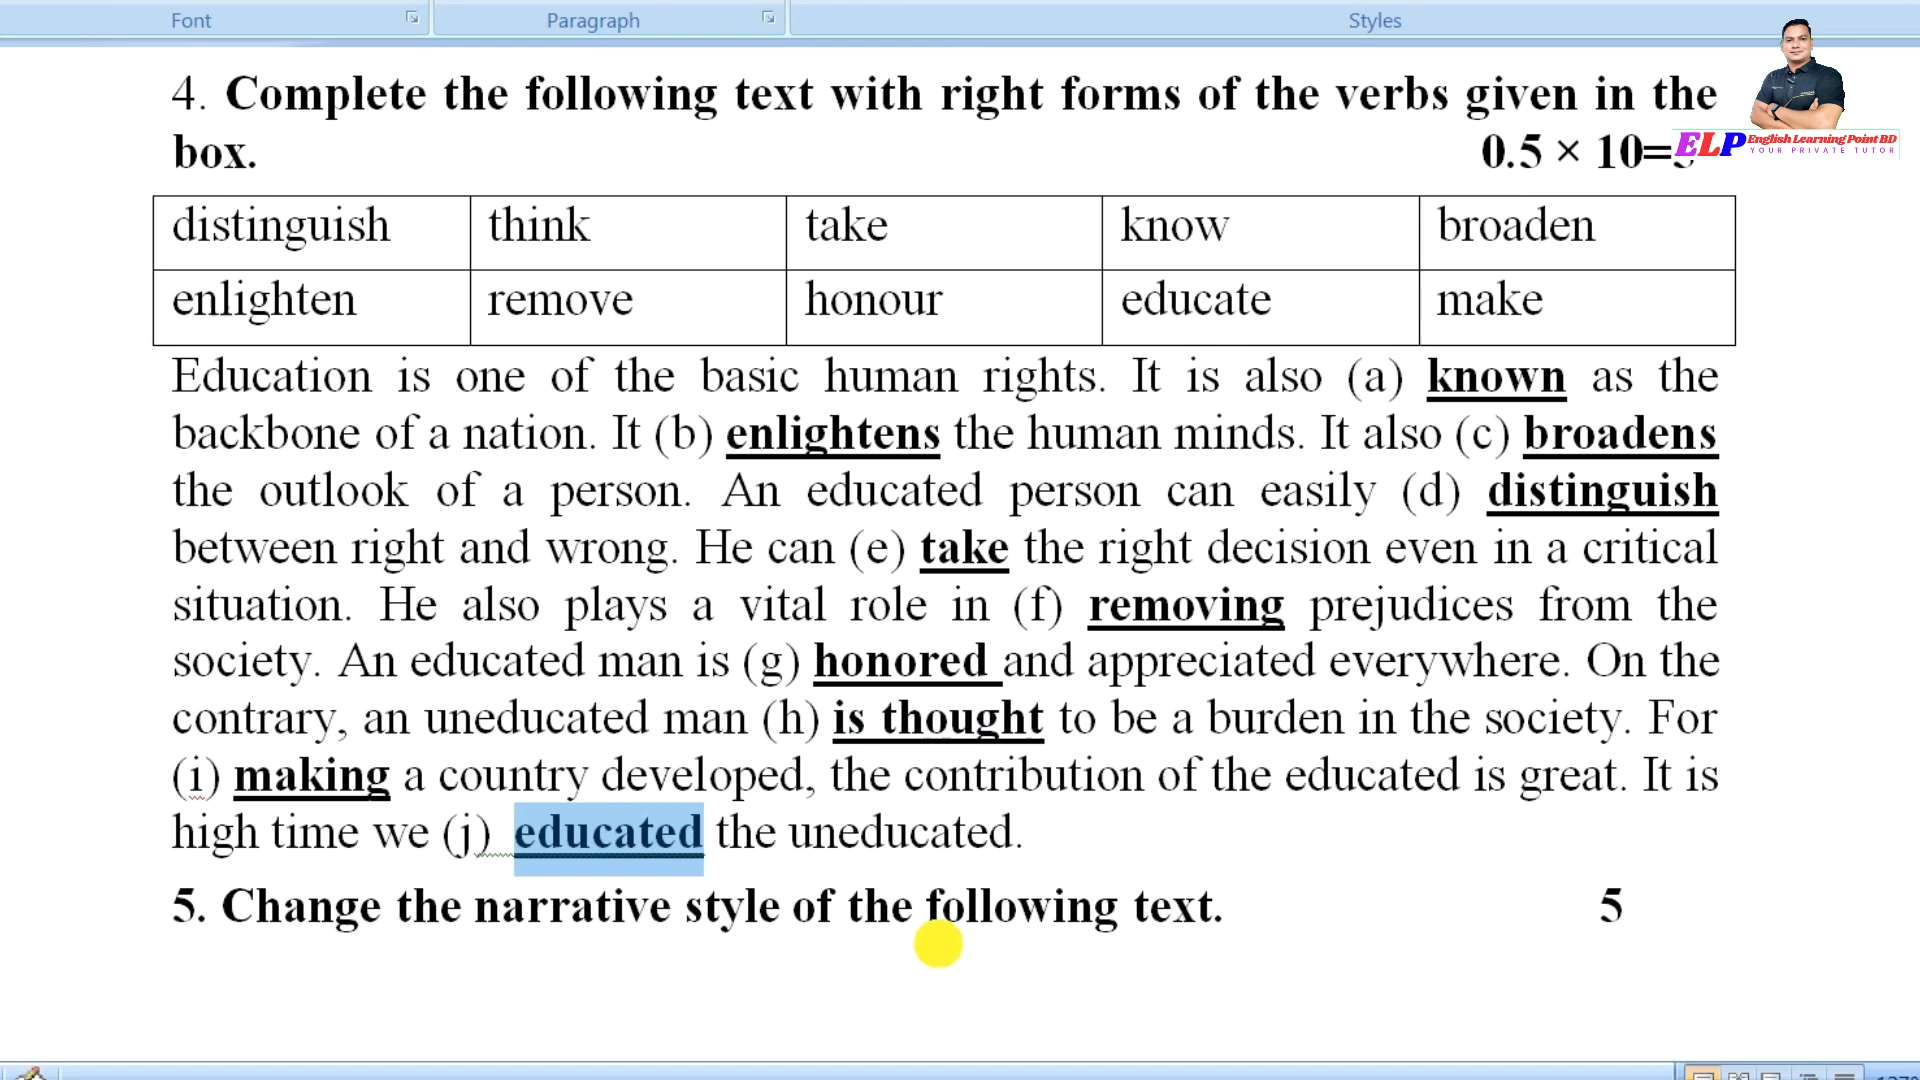 Font Paragraph Styles
4. Complete the following text with right forms of the verbs given in the
box. 0.5 × 10=5
ELP English Learning Point BD
YOUR PRIVATE TUTOR
distinguish think take know broaden
enlighten remove honour educate make
Education is one of the basic human rights. It is also (a) known as the
backbone of a nation. It (b) enlightens the human minds. It also (c) broadens
the outlook of a person. An educated person can easily (d) distinguish
between right and wrong. He can (e) take the right decision even in a critical
situation. He also plays a vital role in (f) removing prejudices from the
society. An educated man is (g) honored and appreciated everywhere. On the
contrary, an uneducated man (h) is thought to be a burden in the society. For
(i) making a country developed, the contribution of the educated is great. It is
high time we (j) educated the uneducated.
5. Change the narrative style of the following text. 5